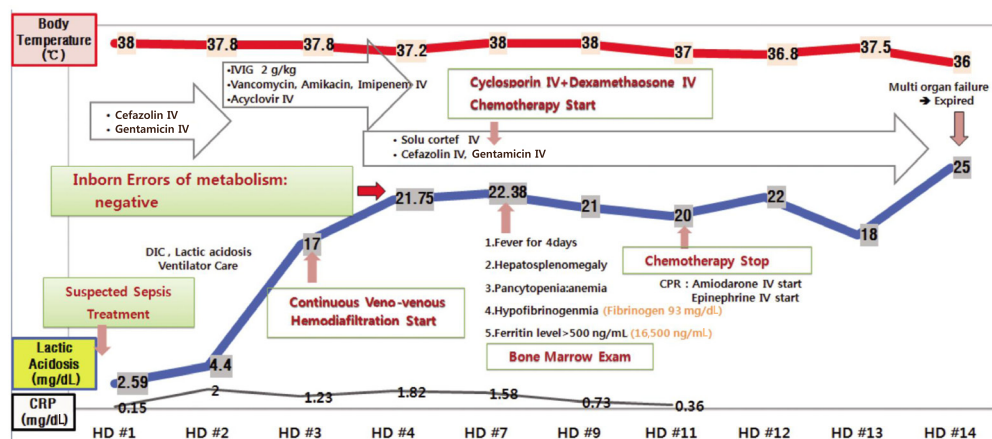 Body
Temperature
(℃)
38
37.8
37.8
37.2
38
38
37
36.8
37.5
36
•IVIG 2 g/kg
•Vancomycin, Amikacin, Imipenem IV
•Acyclovir IV
• Cefazolin IV
• Gentamicin IV
Cyclosporin IV+Dexamethaosone IV
Chemotherapy Start
Multi organ failure
➔ Expired
• Solu cortef IV
• Cefazolin IV, Gentamicin IV
Inborn Errors of metabolism:
negative
2.59
4.4
17
21.75
22.38
21
20
22
18
25
DIC , Lactic acidosis
Ventilator Care
Suspected Sepsis
Treatment
Continuous Veno-venous
Hemodiafiltration Start
1.Fever for 4days
2.Hepatosplenomegaly
3.Pancytopenia:anemia
4.Hypofibrinogenmia (Fibrinogen 93 mg/dL)
5.Ferritin level>500 ng/mL (16,500 ng/mL)
Bone Marrow Exam
Chemotherapy Stop
CPR : Amiodarone IV start
Epinephrine IV start
Lactic
Acidosis
(mg/dL)
CRP
(mg/dL)
0.15
2
1.23
1.82
1.58
0.73
0.36
HD #1
HD #2
HD #3
HD #4
HD #7
HD #9
HD #11
HD #12
HD #13
HD #14